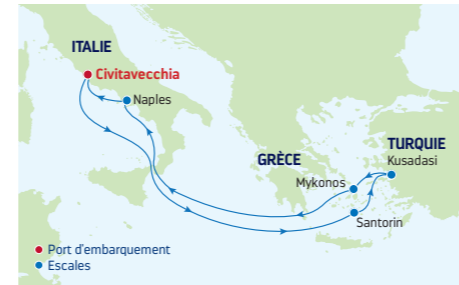 ITALIE
Civitavecchia
Naples
GRÈCE
TURQUIE
Kusadasi
Mykonos
Santorin
Port d'embarquement
Escales